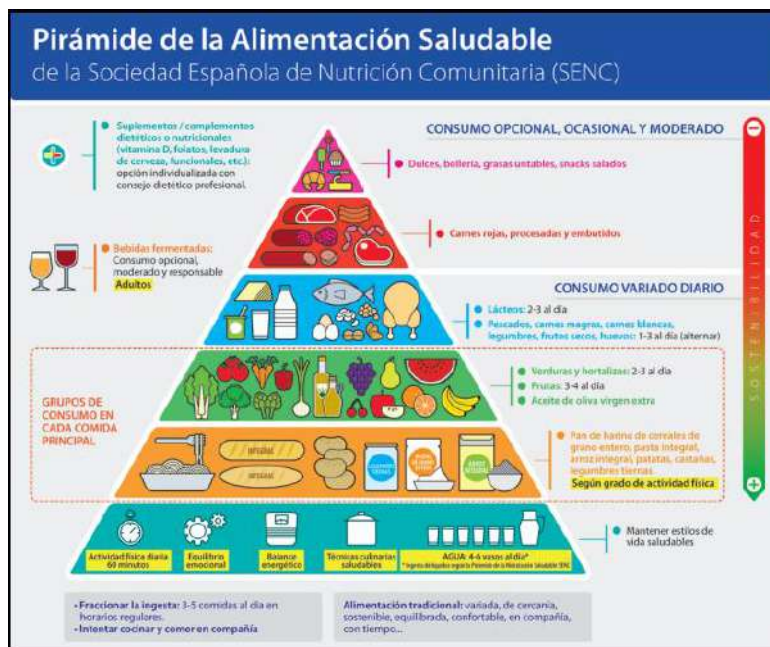 Pirámide de la Alimentación Saludable
de la Sociedad Española de Nutrición Comunitaria (SENC)
Suplementos / complementos
dietéticos o nutricionales
(vitamina D, folatos, levadura
de cerveza, funcionales, etc.):
opción individualizada con
consejo dietético profesional.
CONSUMO OPCIONAL, OCASIONAL Y MODERADO
Dulces, bollería, grasas untables, snacks salados
Bebidas fermentadas:
Consumo opcional,
moderado y responsable
Adultos
Carnes rojas, procesadas y embutidos
CONSUMO VARIADO DIARIO
Lácteos: 2-3 al día
Pescados, carnes magras, carnes blancas,
legumbres, frutos secos, huevos: 1-3 al día (alternar)
SOSTENIBILIDAD
GRUPOS DE
CONSUMO EN
CADA COMIDA
PRINCIPAL
Verduras y hortalizas: 2-3 al día
Frutas: 3-4 al día
Aceite de oliva virgen extra
INTEGRAL
INTEGRAL
Pan de harina de cereales de
grano entero, pasta integral,
arroz integral, patatas, castañas,
legumbres tiernas
Según grado de actividad física
Actividad física diaria
60 minutos
Equilibrio
emocional
Balance
energético
Técnicas culinarias
saludables
AGUA: 4-6 vasos al día*
Mantener estilos de
vida saludables
• Fraccionar la ingesta: 3-5 comidas al día en
horarios regulares.
• Intentar cocinar y comer en compañía
Alimentación tradicional: variada, de cercanía,
sostenible, equilibrada, confortable, en compañía,
con tiempo...